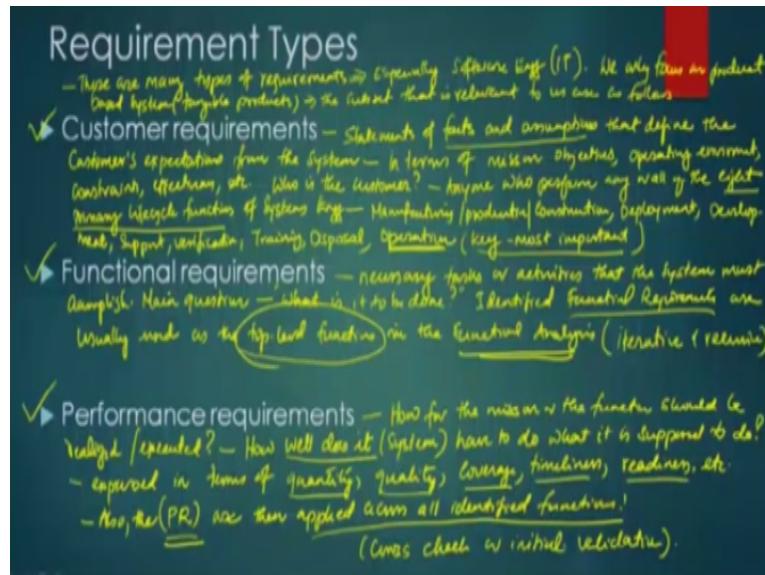 Requirement Types
- There are many types of requirements → Especially Software Engg (IT). We only focus on product
based system (tangible products) → the subset that is relevant to us are as follows
Customer requirements - Statements of facts and assumptions that define the
Customer's expectations from the system - in terms of mission objectives, operating environment,
constraints, effectiveness, etc. Who is the customer? - Anyone who performs any of the eight
primary lifecycle function of Systems Engg - Manufacturing/production/Construction, Deployment, Develop-
ment, Support, verification, Training, Disposal, Operation (key-most important)
Functional requirements - necessary tasks or activities that the system must
accomplish. Main question - "What is it to be done?" Identified Functional Requirements are
Usually used as the top-level functions in the Functional Analysis (iterative & recursive)
Performance requirements - How for the mission or the function should be
realized/executed? - How well does it (system) have to do what it is supposed to do?
- expressed in terms of quantity, quality, coverage, timeliness, readiness, etc.
- Also, the (PR) are then applied across all identified functions!
(Cross check or initial validation).